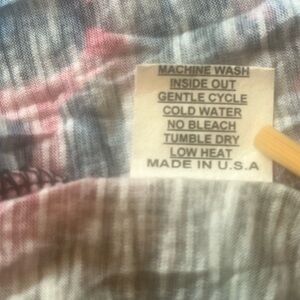 MACHINE WASH
INSIDE OUT
GENTLE CYCLE
COLD WATER
NO BLEACH
TUMBLE DRY
LOW HEAT
MADE IN U.S.A